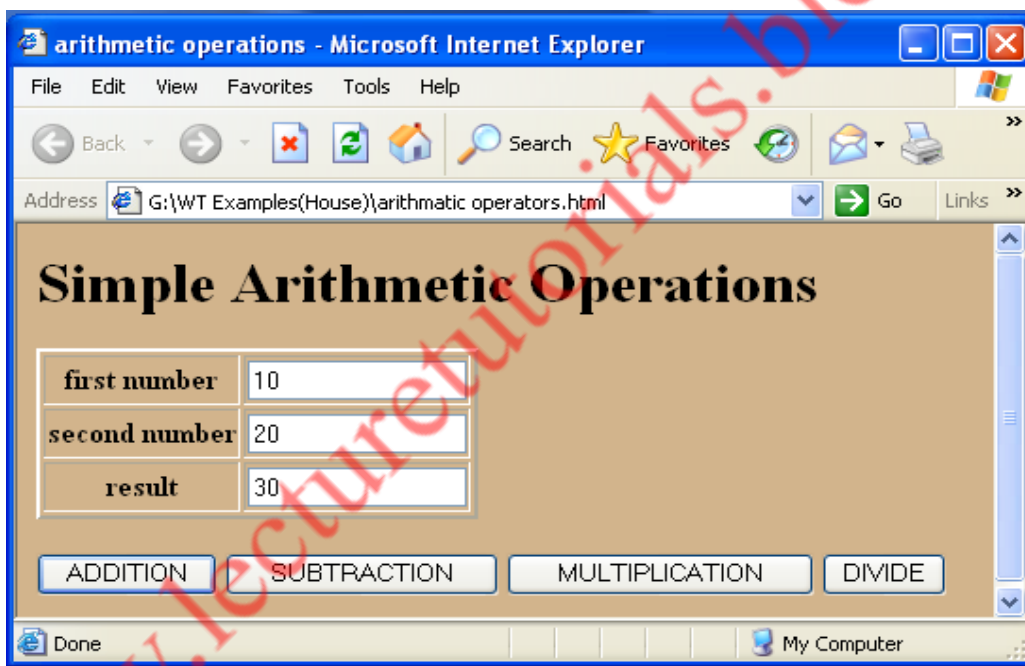 arithmetic operations - Microsoft Internet Explorer
File Edit View Favorites Tools Help
Back Search Favorites
Address G:\WT Examples(House)\arithmatic operators.html Go Links
Simple Arithmetic Operations
first number 10
second number 20
result 30
ADDITION SUBTRACTION MULTIPLICATION DIVIDE
Done My Computer
w.lecturetutorials.blo